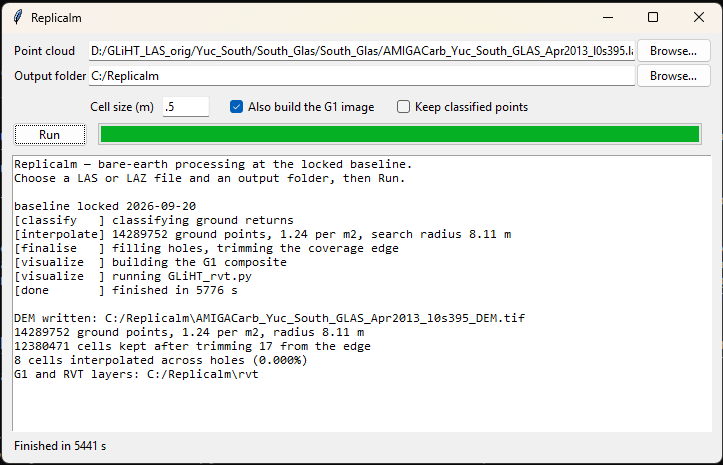 Replicalm
Point cloud D:/GLiHT_LAS_orig/Yuc_South/South_Glas/South_Glas/AMIGACarb_Yuc_South_GLAS_Apr2013_l0s395.la Browse...
Output folder C:/Replicalm Browse...
Cell size (m) .5 Also build the G1 image Keep classified points
Run
Replicalm — bare-earth processing at the locked baseline.
Choose a LAS or LAZ file and an output folder, then Run.
baseline locked 2026-09-20
[classify   ] classifying ground returns
[interpolate] 14289752 ground points, 1.24 per m2, search radius 8.11 m
[finalise   ] filling holes, trimming the coverage edge
[visualize  ] building the G1 composite
[visualize  ] running GLiHT_rvt.py
[done       ] finished in 5776 s
DEM written: C:/Replicalm\AMIGACarb_Yuc_South_GLAS_Apr2013_l0s395_DEM.tif
14289752 ground points, 1.24 per m2, radius 8.11 m
12380471 cells kept after trimming 17 from the edge
8 cells interpolated across holes (0.000%)
G1 and RVT layers: C:/Replicalm\rvt
Finished in 5441 s